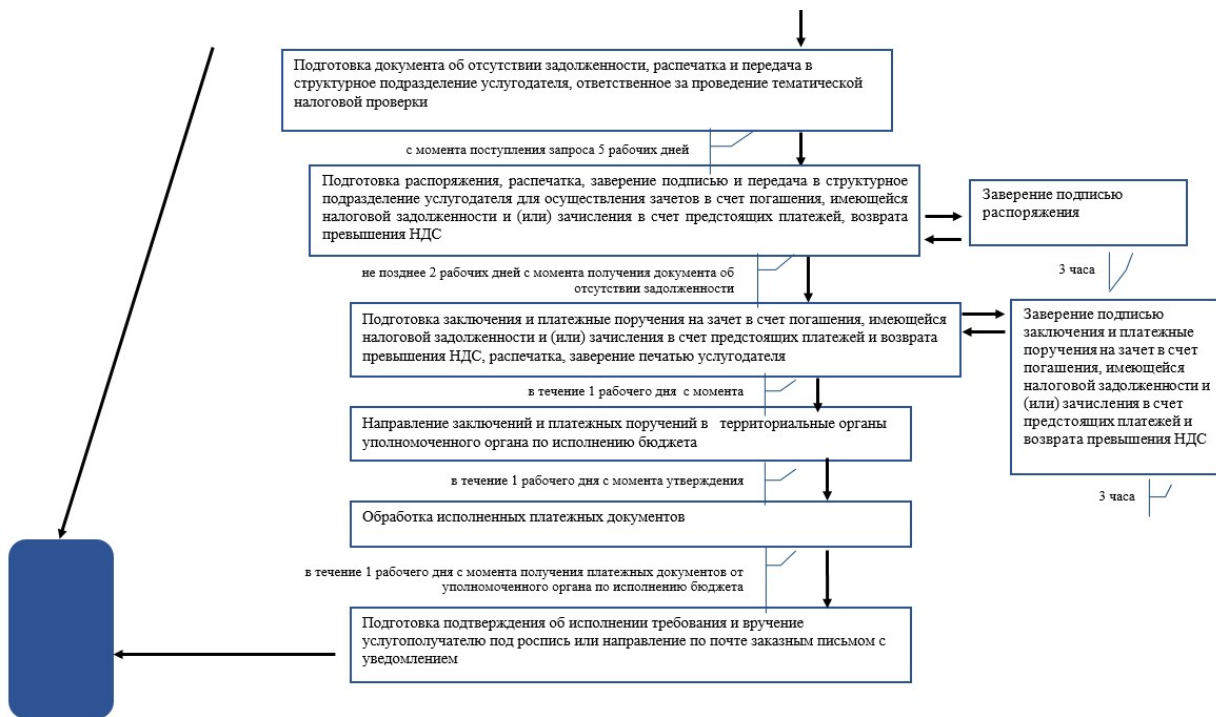 Подготовка документа об отсутствии задолженности, распечатка и передача в
структурное подразделение услугодателя, ответственное за проведение тематической
налоговой проверки
с момента поступления запроса 5 рабочих дней
Подготовка распоряжения, распечатка, заверение подписью и передача в структурное
подразделение услугодателя для осуществления зачетов в счет погашения, имеющейся
налоговой задолженности и (или) зачисления в счет предстоящих платежей, возврата
превышения НДС
Заверение подписью
распоряжения
не позднее 2 рабочих дней с момента получения документа об
отсутствии задолженности
3 часа
Подготовка заключения и платежные поручения на зачет в счет погашения, имеющейся
налоговой задолженности и (или) зачисления в счет предстоящих платежей и возврата
превышения НДС, распечатка, заверение печатью услугодателя
Заверение подписью
заключения и платежные
поручения на зачет в счет
погашения, имеющейся
налоговой задолженности и
(или) зачисления в счет
предстоящих платежей и
возврата превышения НДС
в течение 1 рабочего дня с момента
Направление заключений и платежных поручений в территориальные органы
уполномоченного органа по исполнению бюджета
в течение 1 рабочего дня с момента утверждения
3 часа
Обработка исполненных платежных документов
в течение 1 рабочего дня с момента получения платежных документов от
уполномоченного органа по исполнению бюджета
Подготовка подтверждения об исполнении требования и вручение
услугополучателю под роспись или направление по почте заказным письмом с
уведомлением